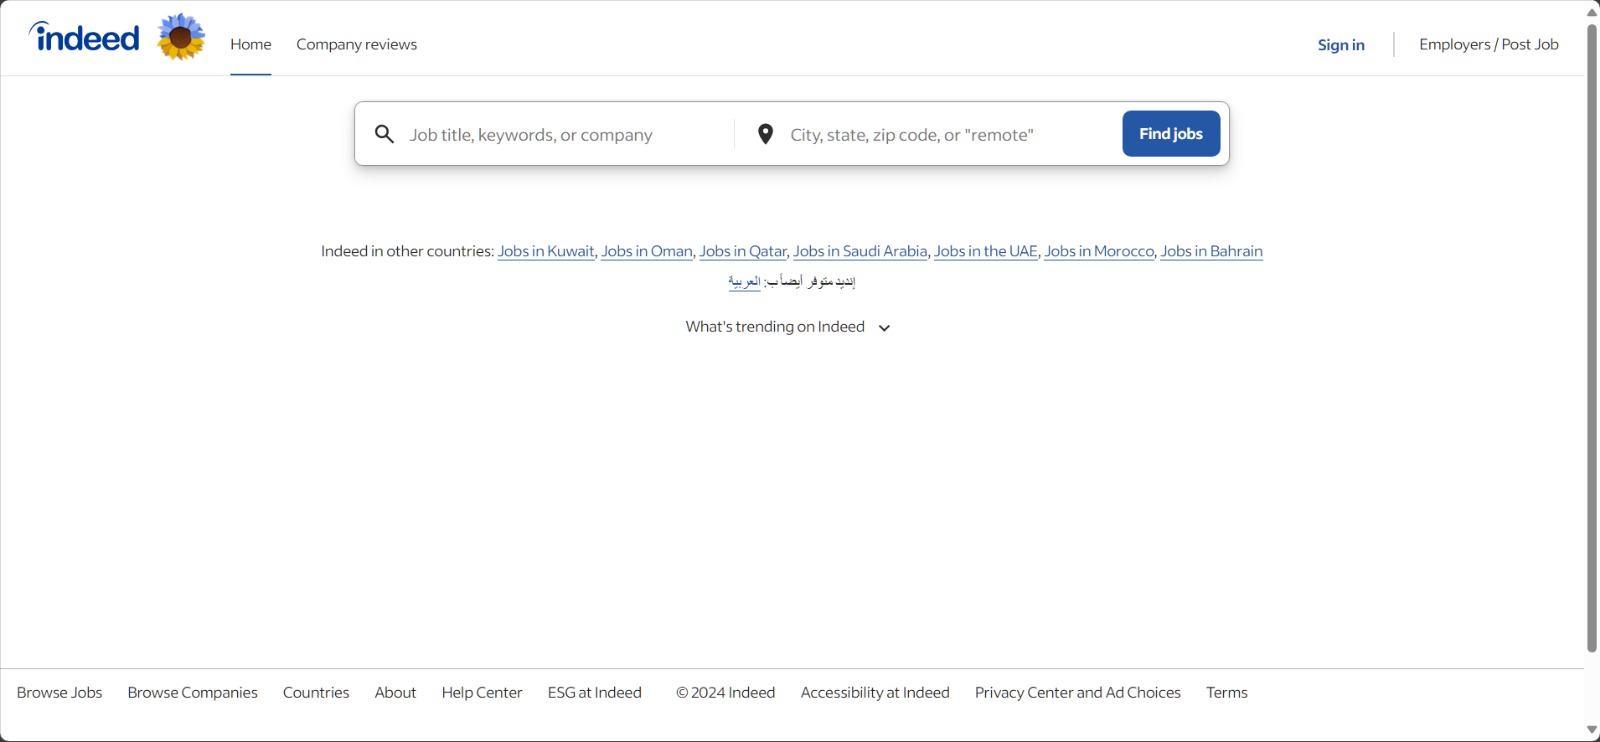 indeed
Home
Company reviews
Sign in
Employers / Post Job
Job title, keywords, or company
City, state, zip code, or "remote"
Find jobs
Indeed in other countries: Jobs in Kuwait, Jobs in Oman, Jobs in Qatar, Jobs in Saudi Arabia, Jobs in the UAE, Jobs in Morocco, Jobs in Bahrain
إنديد متوفر أيضاً ب: العربية
What's trending on Indeed
Browse Jobs
Browse Companies
Countries
About
Help Center
ESG at Indeed
© 2024 Indeed
Accessibility at Indeed
Privacy Center and Ad Choices
Terms